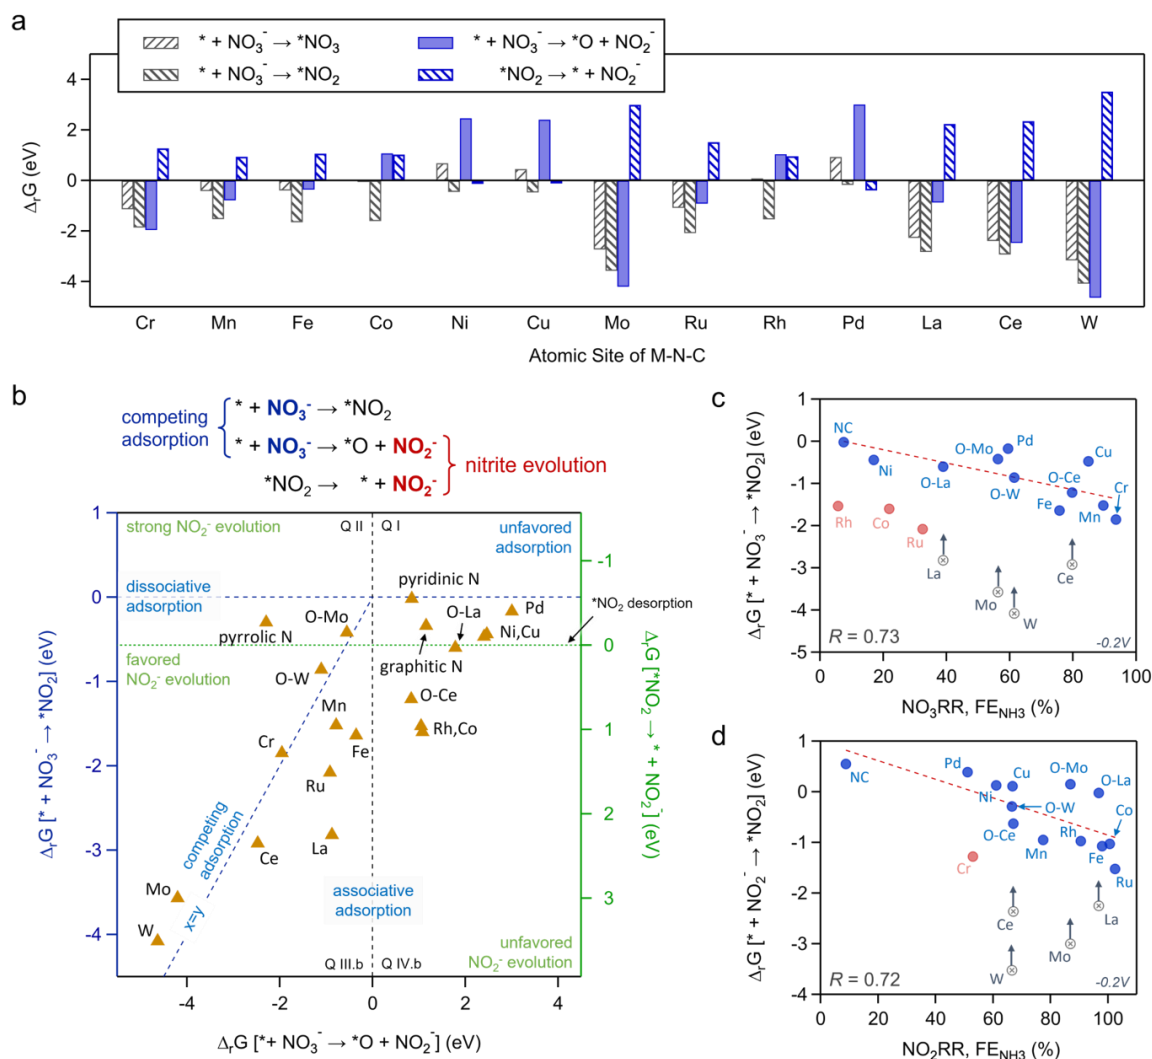 a
* + NO3- → *NO3
* + NO3- → *O + NO2-
* + NO3- → *NO2
*NO2 → * + NO2-
ΔrG (eV)
4
2
0
-2
-4
Cr Mn Fe Co Ni Cu Mo Ru Rh Pd La Ce W
Atomic Site of M-N-C
b
competing adsorption
* + NO3- → *NO2
* + NO3- → *O + NO2-
*NO2 → * + NO2-
nitrite evolution
strong NO2- evolution
Q II
Q I
unfavored adsorption
dissociative adsorption
pyridinic N
Pd
O-La
*NO2 desorption
O-Mo
pyrrolic N
Ni,Cu
graphitic N
favored NO2- evolution
O-W
O-Ce
Mn
Rh,Co
Cr
Fe
Ru
Ce
La
competing adsorption
x=y
Mo
W
associative adsorption
unfavored NO2- evolution
Q III.b
Q IV.b
1
0
-1
-2
-3
-4
ΔrG [* + NO3- → *NO2] (eV)
-1
0
1
2
3
ΔrG [*NO2 → * + NO2-] (eV)
-4 -2 0 2 4
ΔrG [*+ NO3- → *O + NO2-] (eV)
c
ΔrG [* + NO3- → *NO2] (eV)
1
0
-1
-2
-3
-4
-5
NC
Ni
O-La
O-Mo
Pd
O-W
Cu
O-Ce
Cr
Fe
Mn
Rh
Co
Ru
La
Mo
W
Ce
R = 0.73
-0.2V
0 20 40 60 80 100
NO3RR, FENH3 (%)
d
ΔrG [* + NO2- → *NO2] (eV)
2
1
0
-1
-2
-3
-4
NC
Pd
Cu
Ni
O-Mo
O-La
O-W
Co
O-Ce
Mn
Rh
Fe
Ru
Cr
Ce
W
Mo
La
R = 0.72
-0.2V
0 20 40 60 80 100
NO2RR, FENH3 (%)